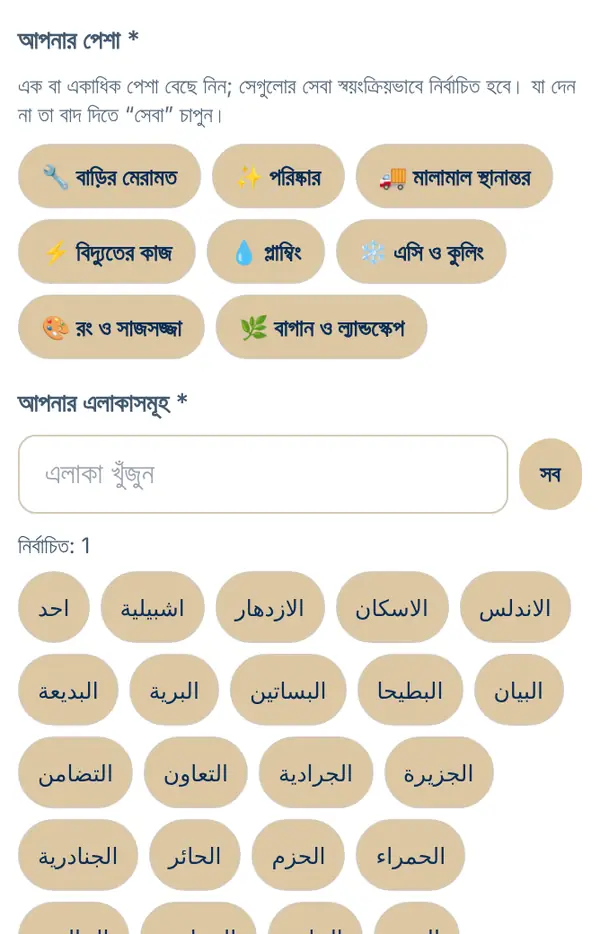 আপনার পেশা *
এক বা একাধিক পেশা বেছে নিন; সেগুলোর সেবা স্বয়ংক্রিয়ভাবে নির্বাচিত হবে। যা দেন
না তা বাদ দিতে “সেবা” চাপুন।
🔧 বাড়ির মেরামত ✨ পরিষ্কার 🚚 মালামাল স্থানান্তর
⚡ বিদ্যুতের কাজ 💧 প্লাম্বিং ❄️ এসি ও কুলিং
🎨 রং ও সাজসজ্জা 🌿 বাগান ও ল্যান্ডস্কেপ
আপনার এলাকাসমূহ *
এলাকা খুঁজুন সব
নির্বাচিত: 1
احد اشبيلية الازدهار الاسكان الاندلس
البديعة البرية البساتين البطيحا البيان
التضامن التعاون الجرادية الجزيرة
الجنادرية الحائر الحزم الحمراء